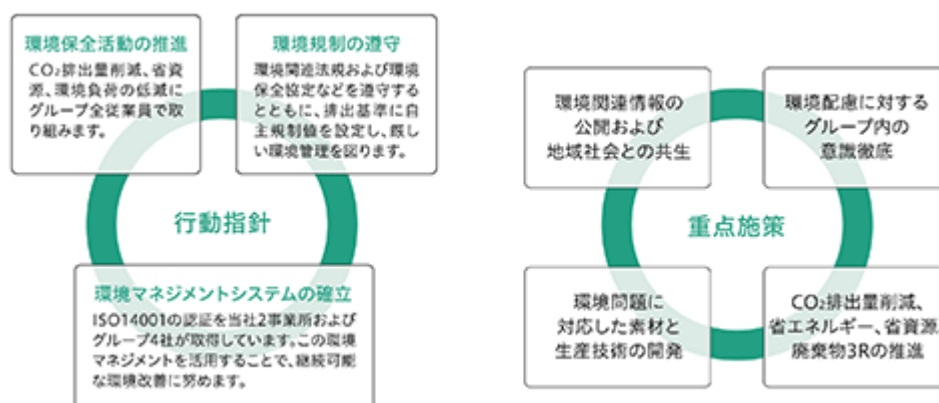 環境保全活動の推進
CO₂排出量削減、省資
源、環境負荷の低減に
グループ全従業員で取
り組みます。
環境規制の遵守
環境関連法規および環境
保全協定などを遵守する
とともに、排出基準に自
主規制値を設定し、厳し
い環境管理を図ります。
行動指針
環境マネジメントシステムの確立
ISO14001の認証を当社2事業所および
グループ4社が取得しています。この環境
マネジメントを活用することで、継続可能
な環境改善に努めます。
環境関連情報の
公開および
地域社会との共生
環境配慮に対する
グループ内の
意識徹底
重点施策
環境問題に
対応した素材と
生産技術の開発
CO₂排出量削減、
省エネルギー、省資源、
廃棄物3Rの推進